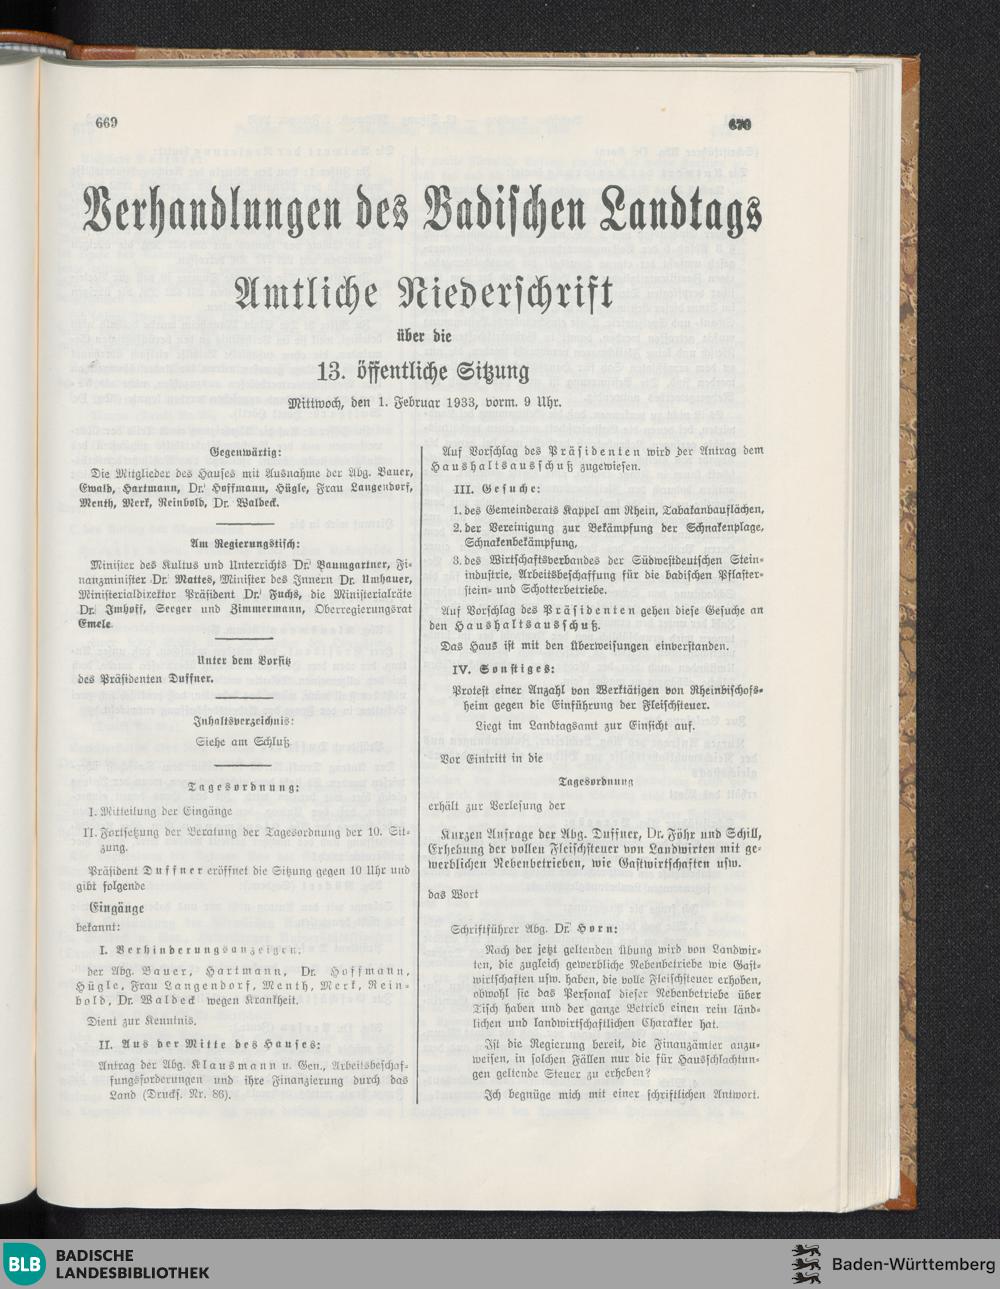 669
670
Verhandlungen des Badischen Landtags
Amtliche Niederschrift
über die
13. öffentliche Sitzung
Mittwoch, den 1. Februar 1933, vorm. 9 Uhr.
Gegenwärtig:
Die Mitglieder des Hauses mit Ausnahme der Abg. Bauer,
Ewald, Hartmann, Dr. Hoffmann, Hügle, Frau Langendorf,
Menth, Merk, Reinbold, Dr. Waldeck.
Am Regierungstisch:
Minister des Kultus und Unterrichts Dr. Baumgartner, Fi-
nanzminister Dr. Mattes, Minister des Innern Dr. Umhauer,
Ministerialdirektor Präsident Dr. Fuchs, die Ministerialräte
Dr. Imhoff, Seeger und Zimmermann, Oberregierungsrat
Emele.
Unter dem Vorsitz
des Präsidenten Duffner.
Inhaltsverzeichnis:
Siehe am Schluß
Tagesordnung:
I. Mitteilung der Eingänge
II. Fortsetzung der Beratung der Tagesordnung der 10. Sit-
zung.
Präsident Duffner eröffnet die Sitzung gegen 10 Uhr und
gibt folgende
Eingänge
bekannt:
I. Verhinderungsanzeigen:
der Abg. Bauer, Hartmann, Dr. Hoffmann,
Hügle, Frau Langendorf, Menth, Merk, Rein-
bold, Dr. Waldeck wegen Krankheit.
Dient zur Kenntnis.
II. Aus der Mitte des Hauses:
Antrag der Abg. Klausmann u. Gen., Arbeitsbeschaf-
fungsforderungen und ihre Finanzierung durch das
Land (Drucks. Nr. 86).
Auf Vorschlag des Präsidenten wird der Antrag dem
Haushaltsausschuß zugewiesen.
III. Gesuche:
1. des Gemeinderats Kappel am Rhein, Tabakanbauflächen,
2. der Vereinigung zur Bekämpfung der Schnakenplage,
Schnakenbekämpfung,
3. des Wirtschaftsverbandes der Südwestdeutschen Stein-
industrie, Arbeitsbeschaffung für die badischen Pflaster-
stein- und Schotterbetriebe.
Auf Vorschlag des Präsidenten gehen diese Gesuche an
den Haushaltsausschuß.
Das Haus ist mit den Überweisungen einverstanden.
IV. Sonstiges:
Protest einer Anzahl von Werktätigen von Rheinbischofs-
heim gegen die Einführung der Fleischsteuer.
Liegt im Landtagsamt zur Einsicht auf.
Vor Eintritt in die
Tagesordnung
erhält zur Verlesung der
Kurzen Anfrage der Abg. Duffner, Dr. Föhr und Schill,
Erhebung der vollen Fleischsteuer von Landwirten mit ge-
werblichen Nebenbetrieben, wie Gastwirtschaften usw.
das Wort
Schriftführer Abg. Dr. Horn:
Nach der jetzt geltenden Übung wird von Landwir-
ten, die zugleich gewerbliche Nebenbetriebe wie Gast-
wirtschaften usw. haben, die volle Fleischsteuer erhoben,
obwohl sie das Personal dieser Nebenbetriebe über
Tisch haben und der ganze Betrieb einen rein länd-
lichen und landwirtschaftlichen Charakter hat.
Ist die Regierung bereit, die Finanzämter anzu-
weisen, in solchen Fällen nur die für Hausschlachtun-
gen geltende Steuer zu erheben?
Ich begnüge mich mit einer schriftlichen Antwort.
BLB BADISCHE
LANDESBIBLIOTHEK
Baden-Württemberg